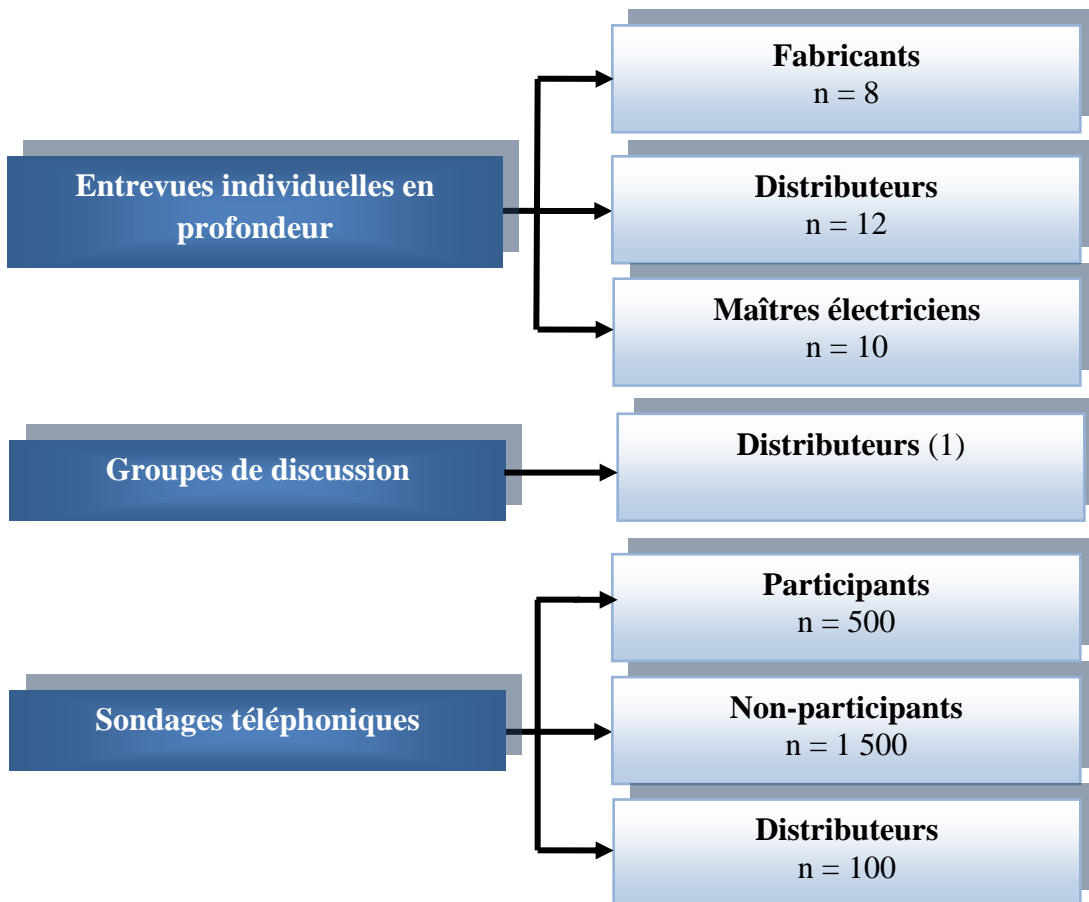 Entrevues individuelles en
profondeur
Fabricants
n = 8
Distributeurs
n = 12
Maîtres électriciens
n = 10
Groupes de discussion
Distributeurs (1)
Sondages téléphoniques
Participants
n = 500
Non-participants
n = 1 500
Distributeurs
n = 100